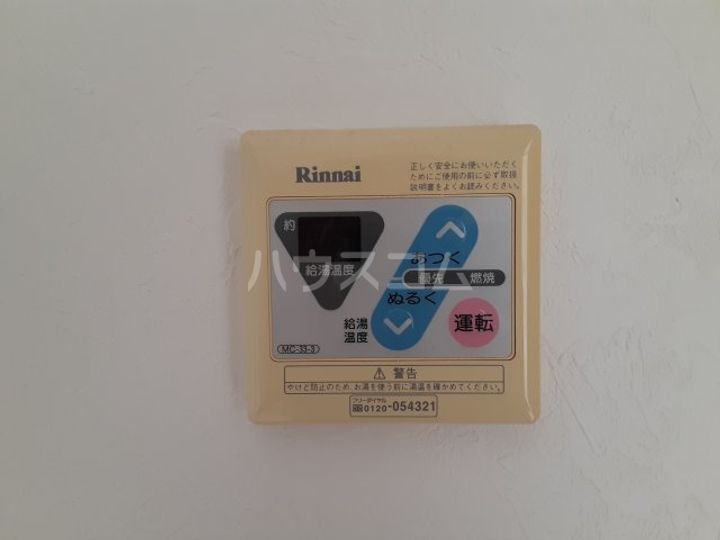 Rinnai
正しく安全にお使いいただく
ためにご使用の前に必ず取扱
説明書をよくお読みください。
約
給湯温度
あつく
優先 燃焼
ぬるく
給湯
温度
運転
MC-33-3
ハウスコム
⚠ 警告
やけど防止のため、お湯を使う前に湯温を確かめてください。
フリーダイヤル
0120-054321